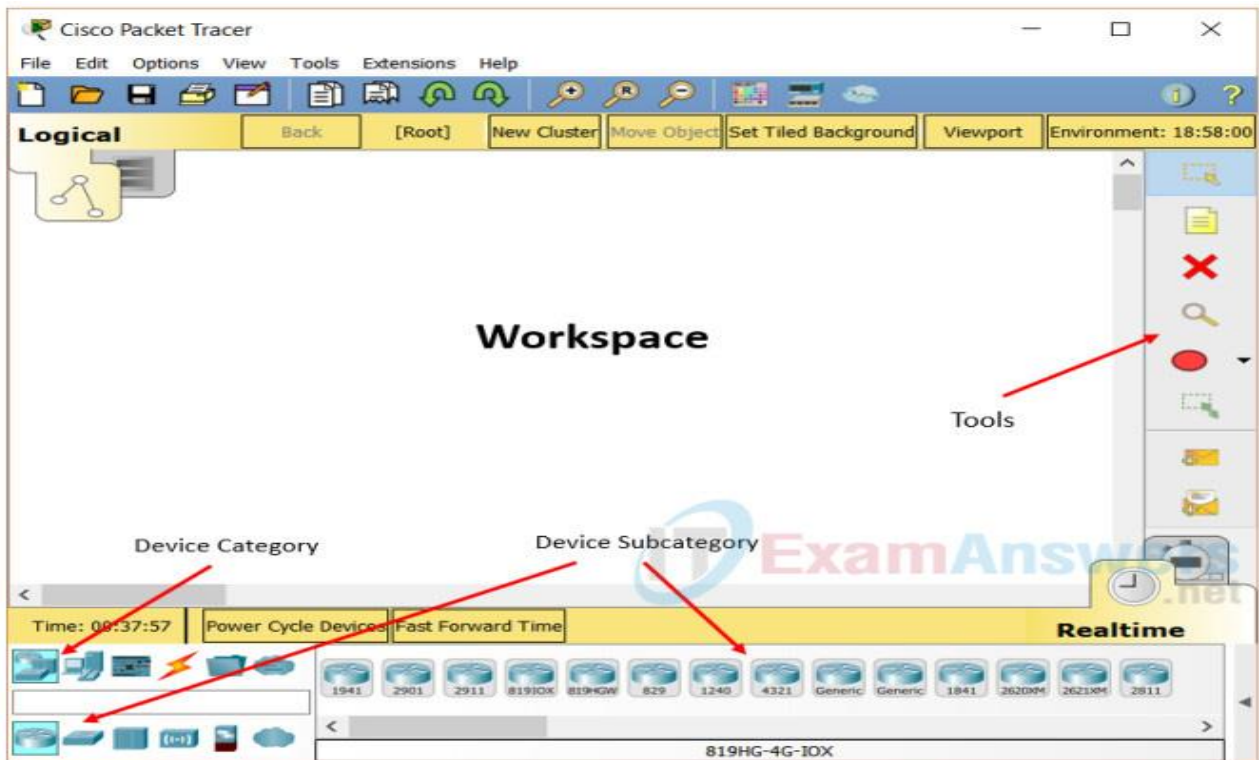 Cisco Packet Tracer
File Edit Options View Tools Extensions Help
Logical Back [Root] New Cluster Move Object Set Tiled Background Viewport Environment: 18:58:00
Workspace
Tools
Device Category Device Subcategory
ITExamAnswers
.net
Time: 00:37:57 Power Cycle Devices Fast Forward Time Realtime
1941 2901 2911 819IOX 819HGW 829 1240 4321 Generic Generic 1841 2620XM 2621XM 2811
819HG-4G-IOX